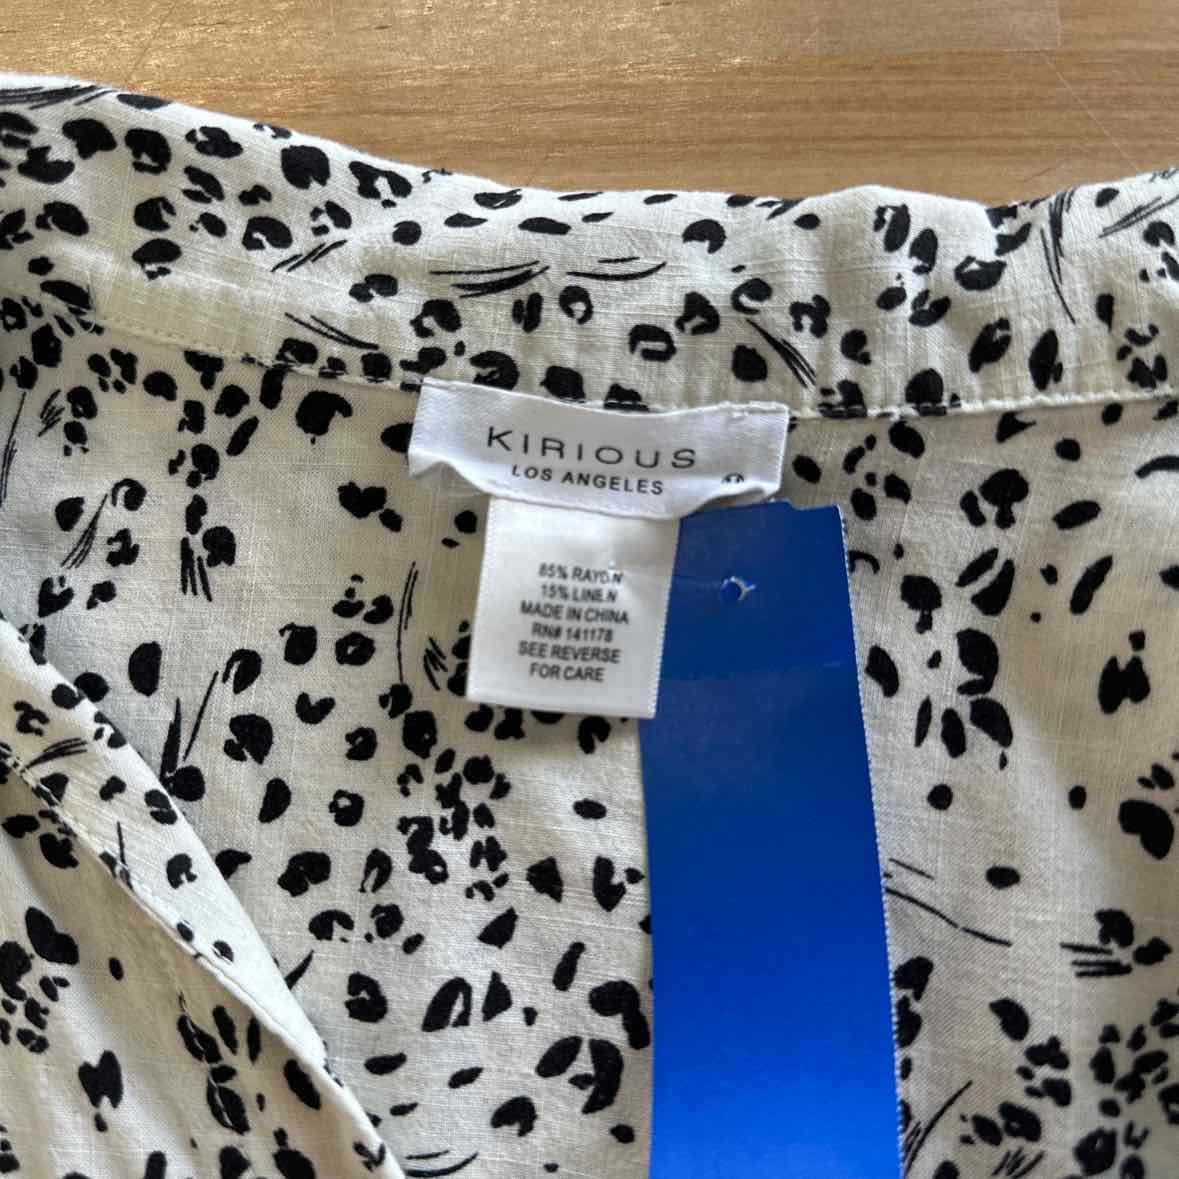 KIRIOUS
LOS ANGELES
85% RAYON
15% LINEN
MADE IN CHINA
RN# 141178
SEE REVERSE
FOR CARE